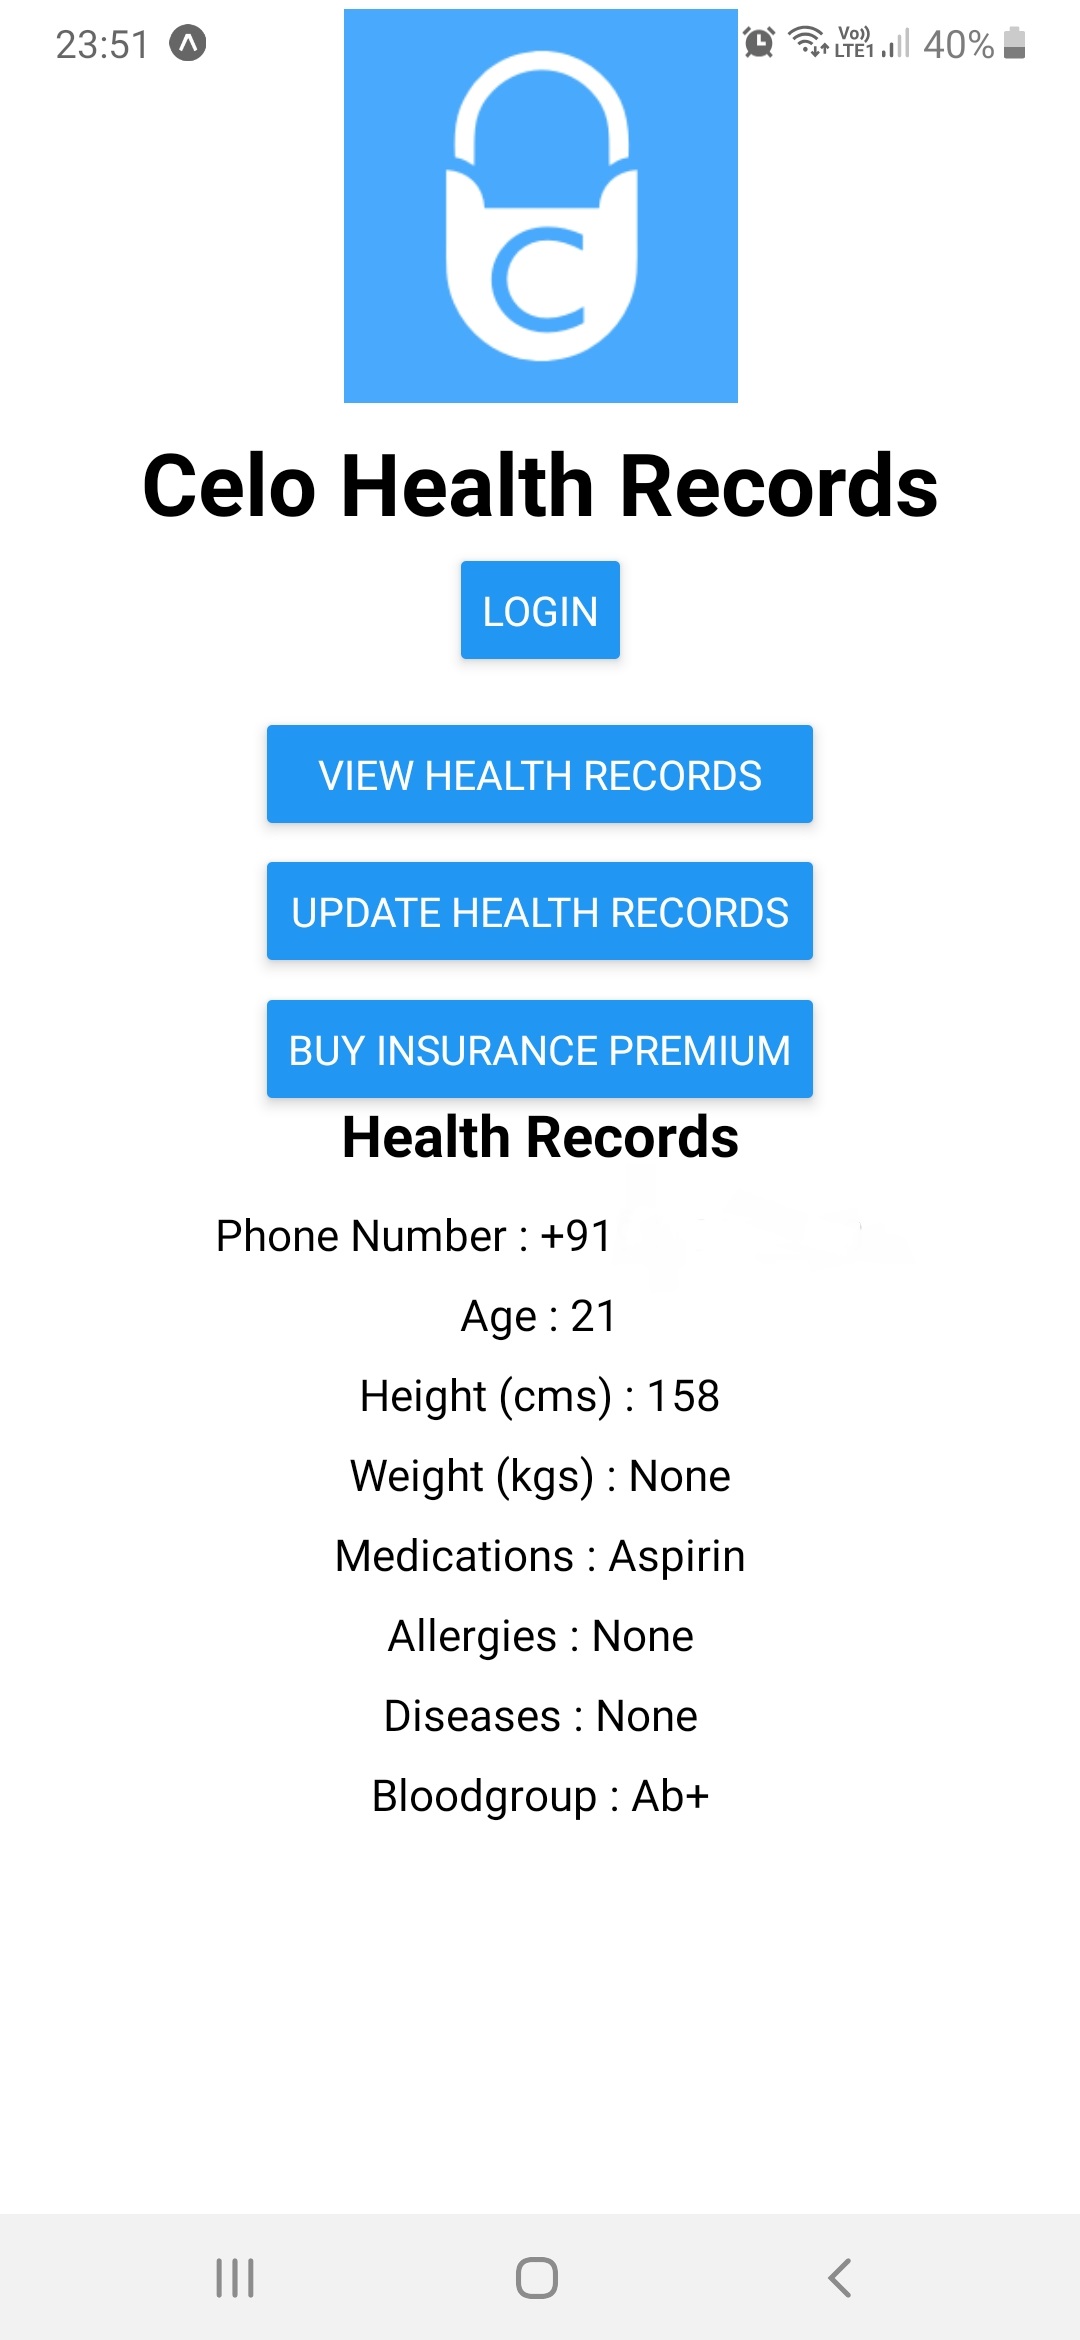 23:51
Vo))
LTE1
40%
C
Celo Health Records
LOGIN
VIEW HEALTH RECORDS
UPDATE HEALTH RECORDS
BUY INSURANCE PREMIUM
Health Records
Phone Number : +91
Age : 21
Height (cms) : 158
Weight (kgs) : None
Medications : Aspirin
Allergies : None
Diseases : None
Bloodgroup : Ab+